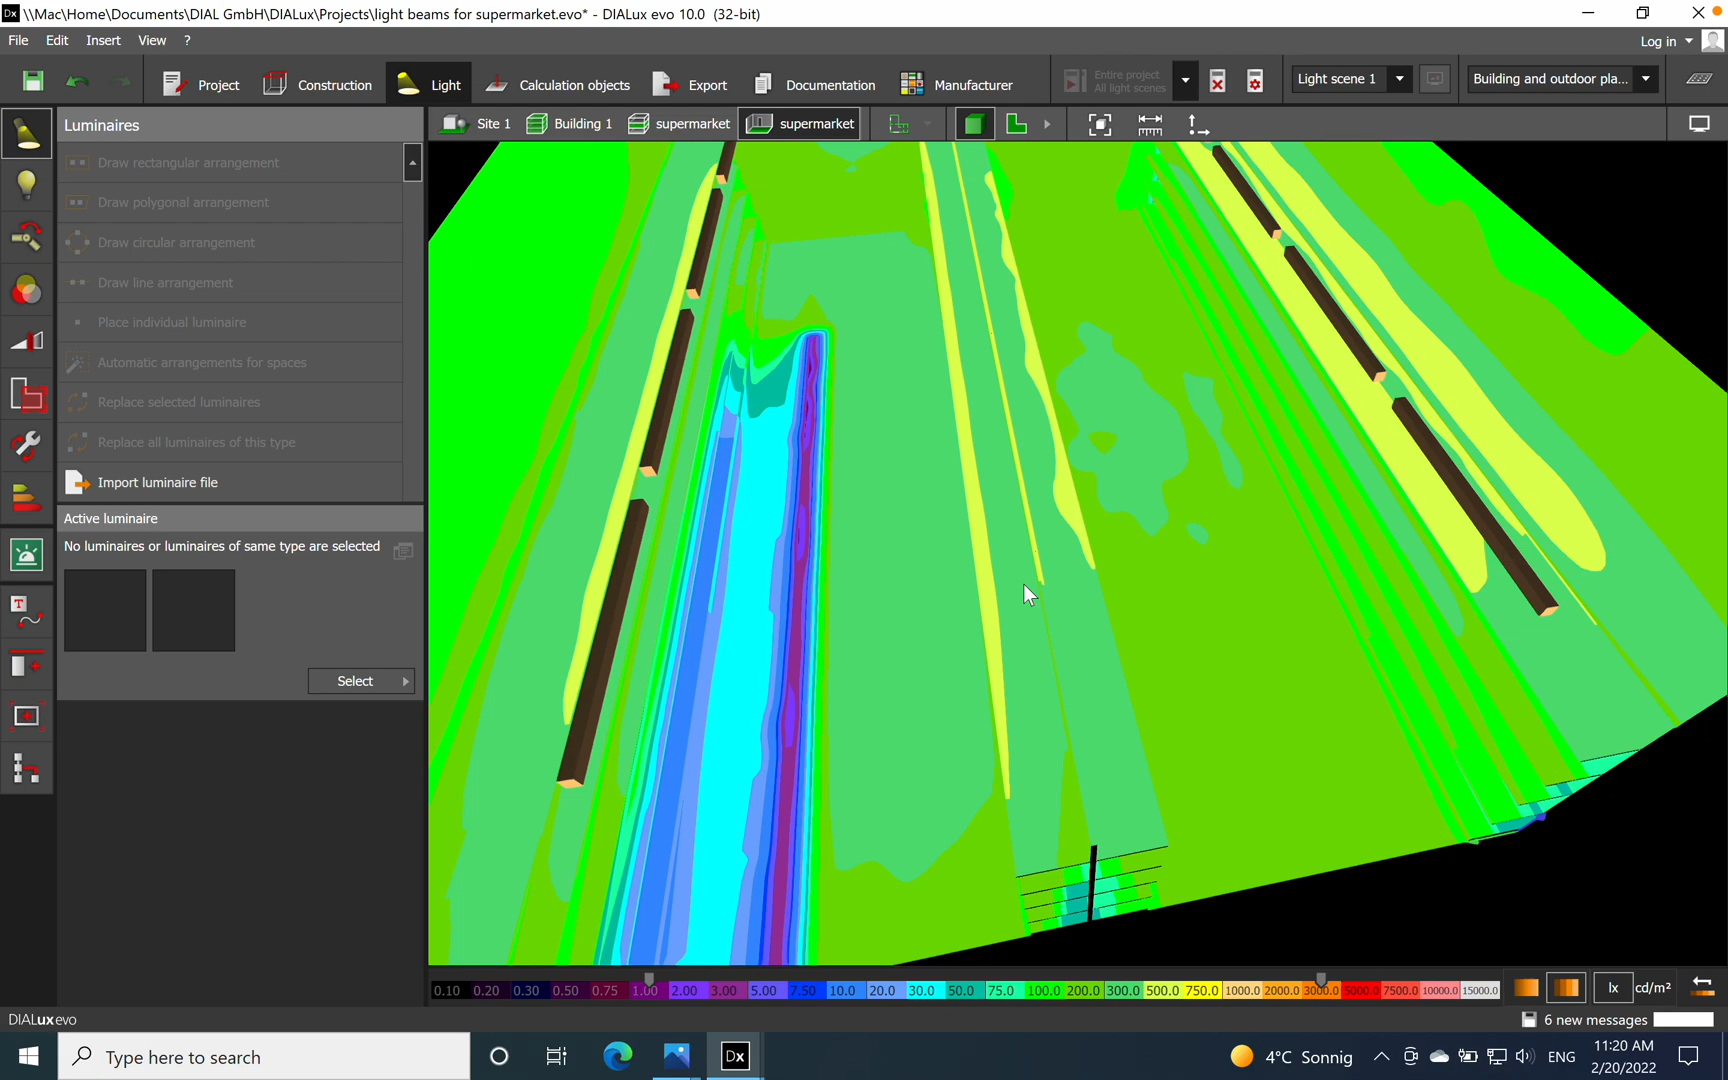 Dx \\Mac\Home\Documents\DIAL GmbH\DIALux\Projects\light beams for supermarket.evo* - DIALux evo 10.0 (32-bit)
File Edit Insert View ? Log in
Project Construction Light Calculation objects Export Documentation Manufacturer Entire project All light scenes Light scene 1 Building and outdoor pla...
Luminaires
Site 1 Building 1 supermarket supermarket
Draw rectangular arrangement
Draw polygonal arrangement
Draw circular arrangement
Draw line arrangement
Place individual luminaire
Automatic arrangements for spaces
Replace selected luminaires
Replace all luminaires of this type
Import luminaire file
Active luminaire
No luminaires or luminaires of same type are selected
Select
0.10 0.20 0.30 0.50 0.75 1.00 2.00 3.00 5.00 7.50 10.0 20.0 30.0 50.0 75.0 100.0 200.0 300.0 500.0 750.0 1000.0 2000.0 3000.0 5000.0 7500.0 10000.0 15000.0 lx cd/m²
DIALux evo 6 new messages
Type here to search Dx 4°C Sonnig ENG 11:20 AM
2/20/2022